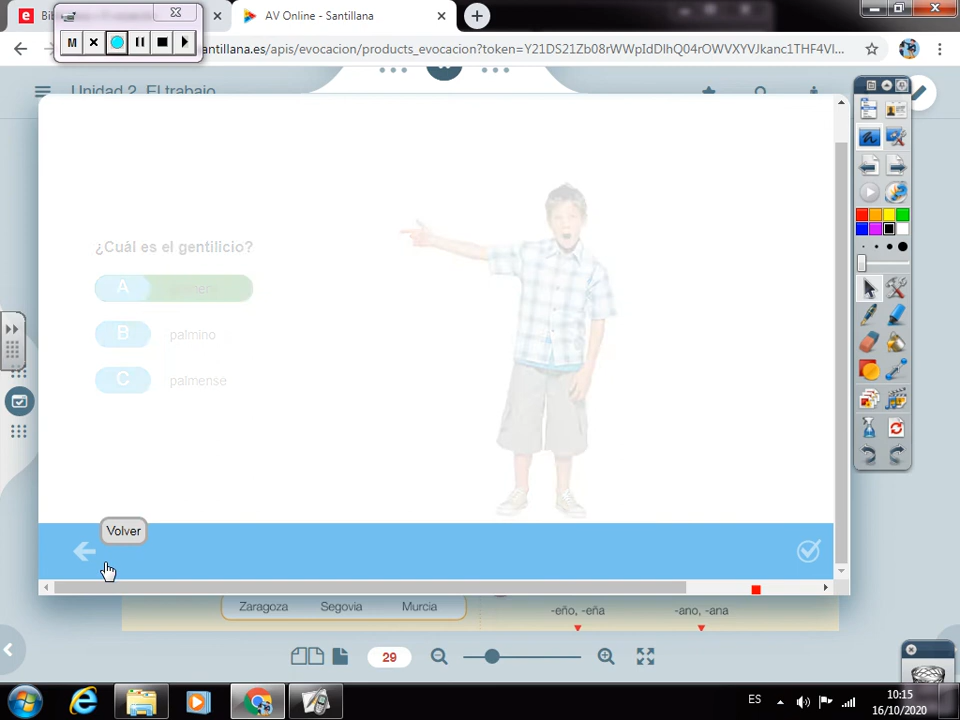 AV Online - Santillana
M
santillana.es/apis/evocacion/products_evocacion?token=Y21DS21Zb08rWWpIdDlhQ04rOWVXYVJkanc1THF4Vl...
Unidad 2. El trabajo
¿Cuál es el gentilicio?
A
B palmino
C palmense
Volver
Zaragoza Segovia Murcia
-eño, -eña -ano, -ana
29
ES
10:15
16/10/2020